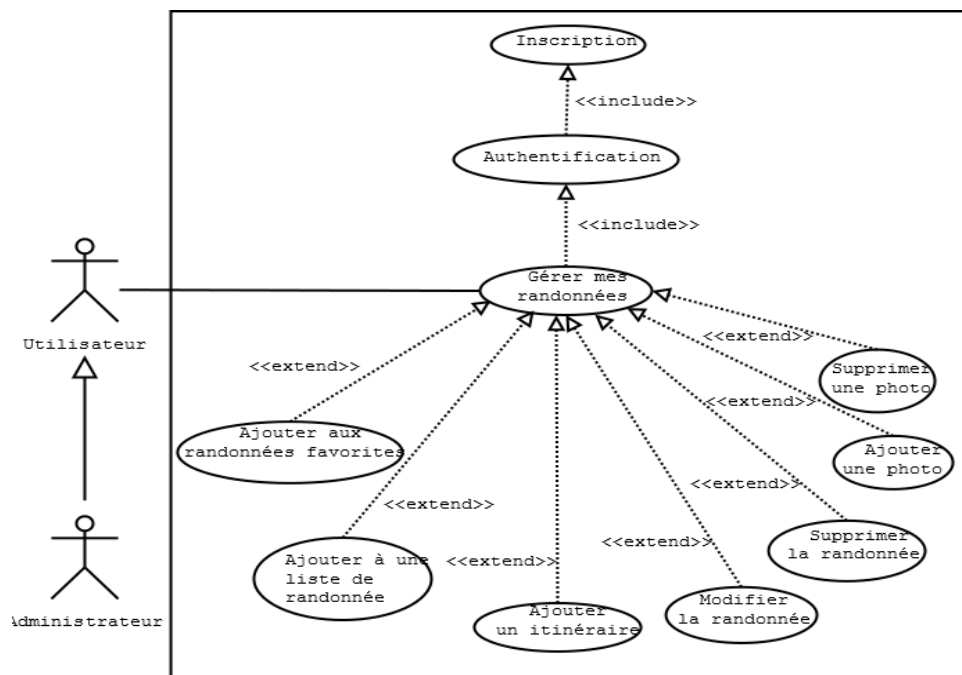 Inscription
<<include>>
Authentification
<<include>>
Gérer mes
randonnées
Utilisateur
<<extend>>
<<extend>>
Supprimer
une photo
<<extend>>
Ajouter aux
randonnées favorites
Ajouter
une photo
<<extend>>
<<extend>>
Supprimer
la randonnée
<<extend>>
<<extend>>
Ajouter à une
liste de
randonnée
Modifier
la randonnée
Ajouter
un itinéraire
Administrateur